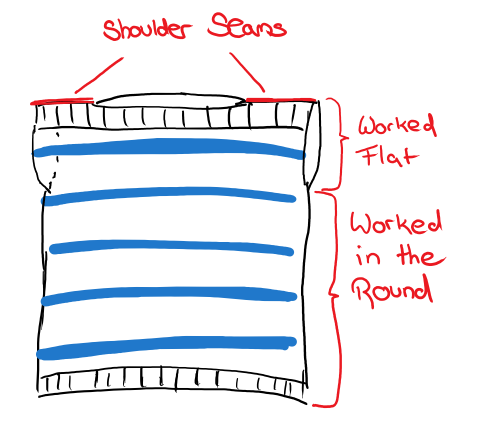 Shoulder Seams
Worked
Flat
Worked
in the
Round